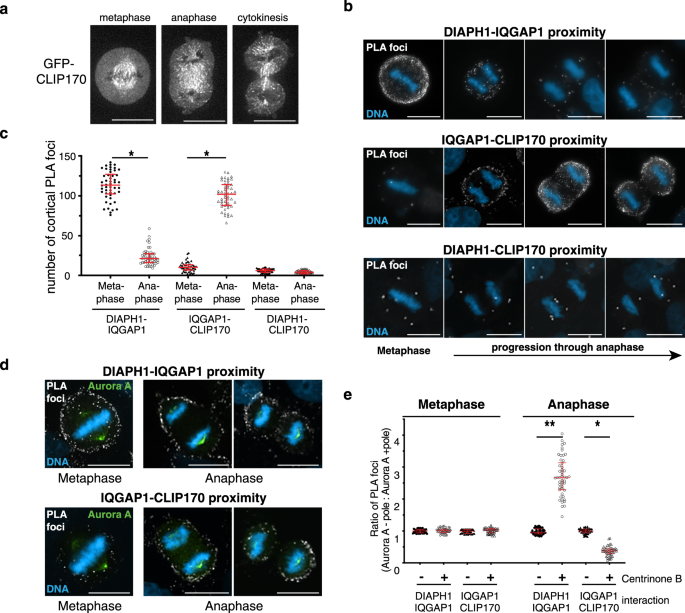 a
metaphase anaphase cytokinesis
GFP-
CLIP170
b
DIAPH1-IQGAP1 proximity
PLA foci
DNA
IQGAP1-CLIP170 proximity
PLA foci
DNA
DIAPH1-CLIP170 proximity
PLA foci
DNA
Metaphase progression through anaphase
c
number of cortical PLA foci
150
100
50
0
* *
Meta-
phase
Ana-
phase
Meta-
phase
Ana-
phase
Meta-
phase
Ana-
phase
DIAPH1-
IQGAP1
IQGAP1-
CLIP170
DIAPH1-
CLIP170
d
DIAPH1-IQGAP1 proximity
PLA foci
Aurora A
DNA
Metaphase Anaphase
IQGAP1-CLIP170 proximity
PLA foci
Aurora A
DNA
Metaphase Anaphase
e
Metaphase Anaphase
Ratio of PLA foci
(Aurora A - pole : Aurora A +pole)
4
3
2
1
0
** *
- + - + - + - + Centrinone B
DIAPH1
IQGAP1
IQGAP1
CLIP170
DIAPH1
IQGAP1
IQGAP1
CLIP170
interaction